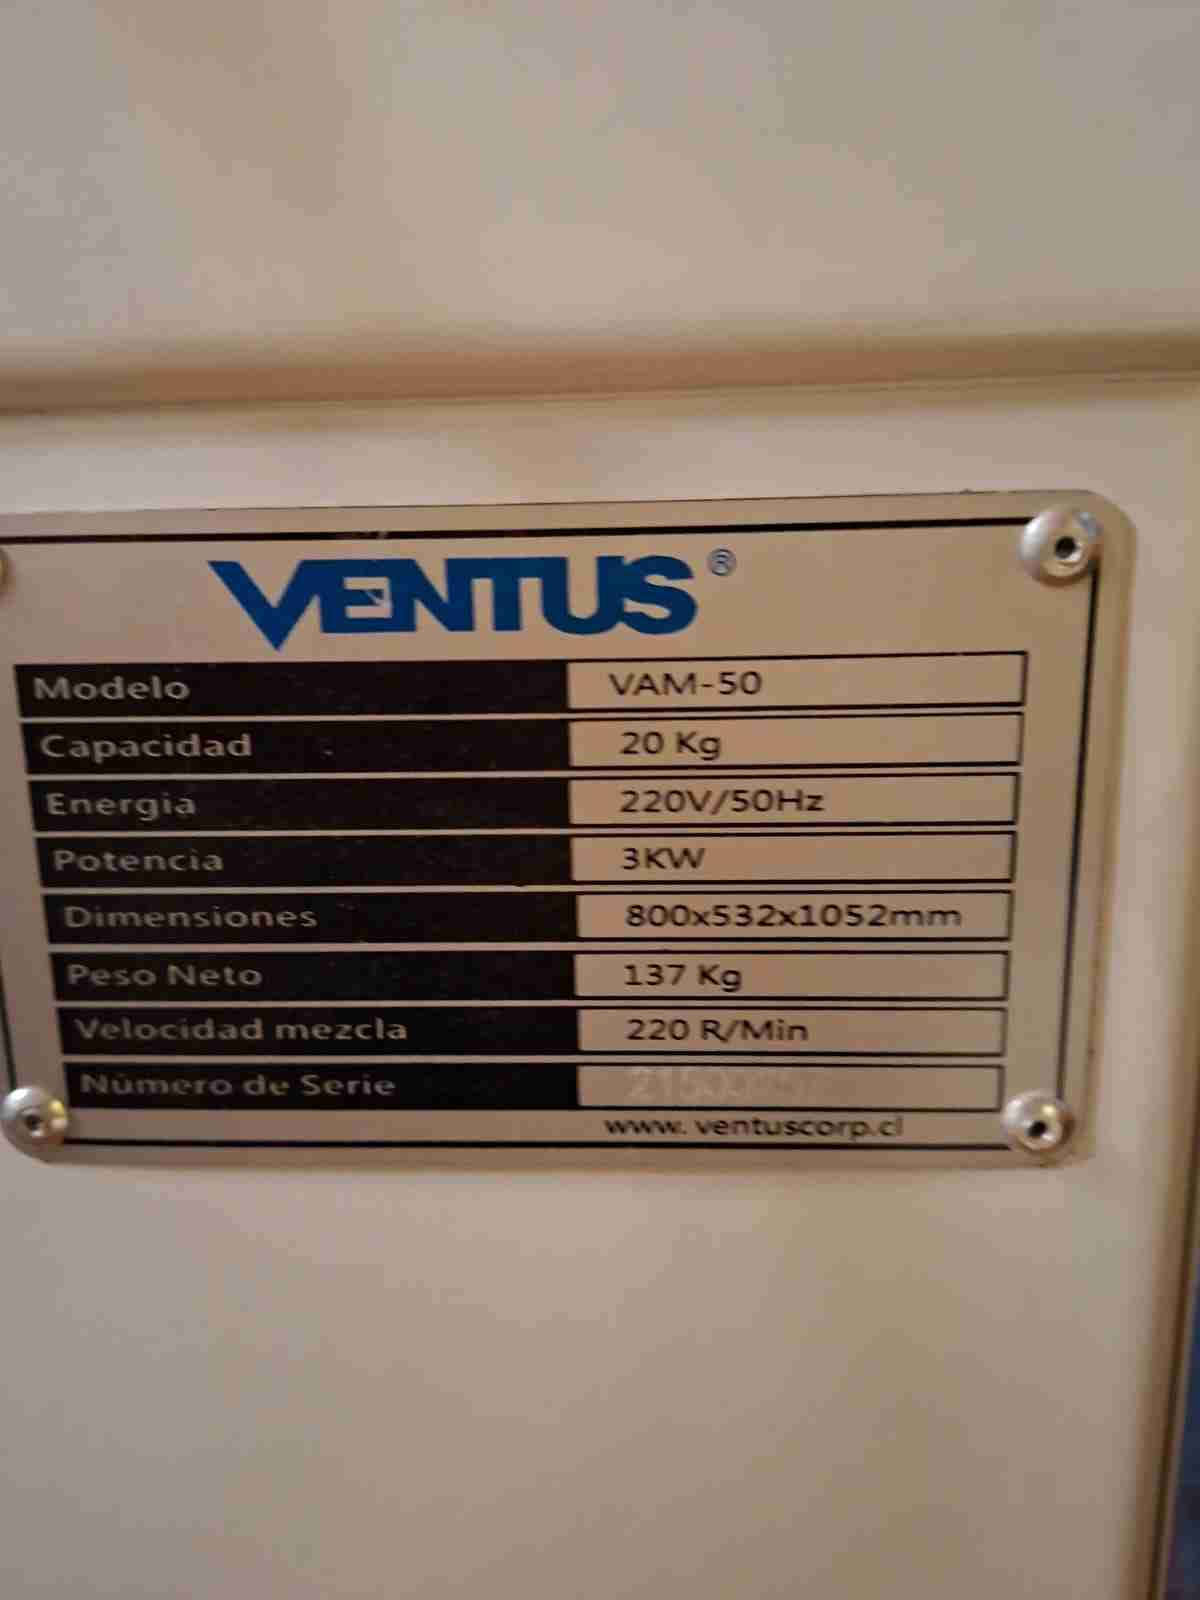 VENTUS®
Modelo VAM-50
Capacidad 20 Kg
Energia 220V/50Hz
Potencia 3KW
Dimensiones 800x532x1052mm
Peso Neto 137 Kg
Velocidad mezcla 220 R/Min
Número de Serie
www. ventuscorp.cl